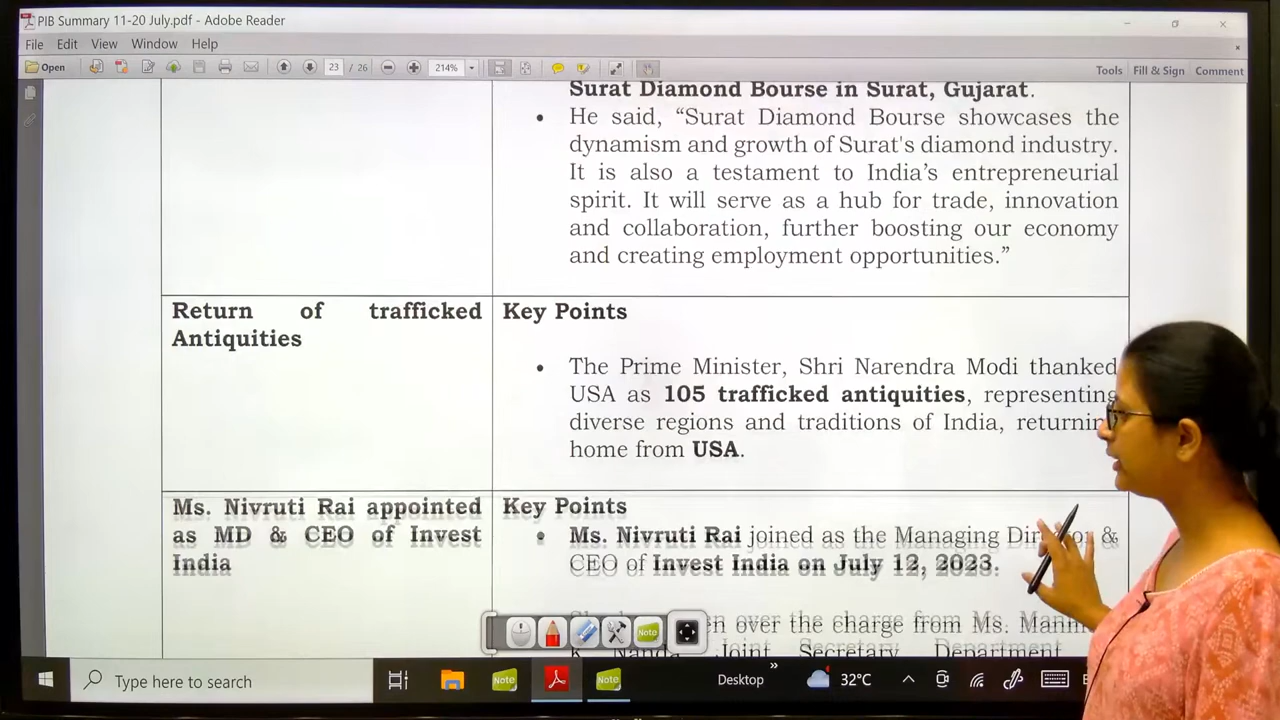 PIB Summary 11-20 July.pdf - Adobe Reader
File Edit View Window Help
Open 23 / 26 214% Tools Fill & Sign Comment
Surat Diamond Bourse in Surat, Gujarat.
• He said, “Surat Diamond Bourse showcases the
dynamism and growth of Surat's diamond industry.
It is also a testament to India’s entrepreneurial
spirit. It will serve as a hub for trade, innovation
and collaboration, further boosting our economy
and creating employment opportunities.”
Return of trafficked
Antiquities
Key Points
• The Prime Minister, Shri Narendra Modi thanked
USA as 105 trafficked antiquities, representing
diverse regions and traditions of India, returning
home from USA.
Ms. Nivruti Rai appointed
as MD & CEO of Invest
India
Key Points
• Ms. Nivruti Rai joined as the Managing Director &
CEO of Invest India on July 12, 2023.
over the charge from Ms.
K. Joint Secretary Department
Note
Type here to search
Note
Note
Desktop
32°C